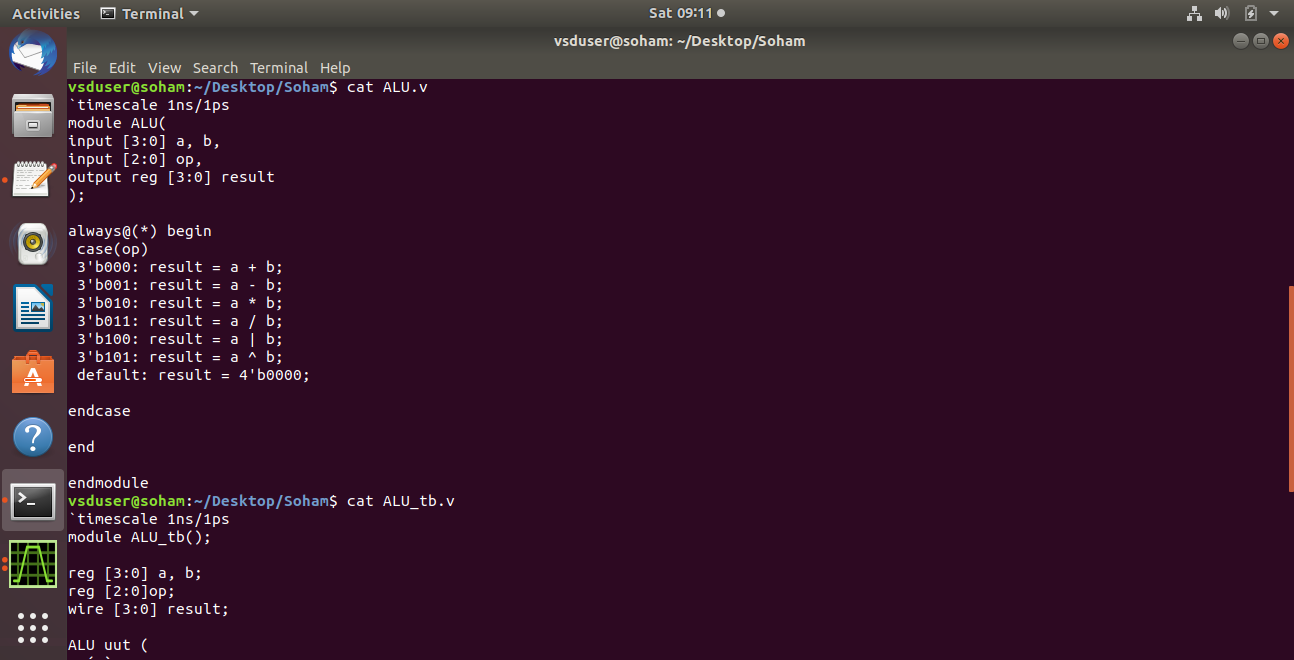 Activities Terminal Sat 09:11
vsduser@soham: ~/Desktop/Soham
File Edit View Search Terminal Help
vsduser@soham:~/Desktop/Soham$ cat ALU.v
`timescale 1ns/1ps
module ALU(
input [3:0] a, b,
input [2:0] op,
output reg [3:0] result
);
always@(*) begin
case(op)
3'b000: result = a + b;
3'b001: result = a - b;
3'b010: result = a * b;
3'b011: result = a / b;
3'b100: result = a | b;
3'b101: result = a ^ b;
default: result = 4'b0000;
endcase
end
endmodule
vsduser@soham:~/Desktop/Soham$ cat ALU_tb.v
`timescale 1ns/1ps
module ALU_tb();
reg [3:0] a, b;
reg [2:0]op;
wire [3:0] result;
ALU uut (